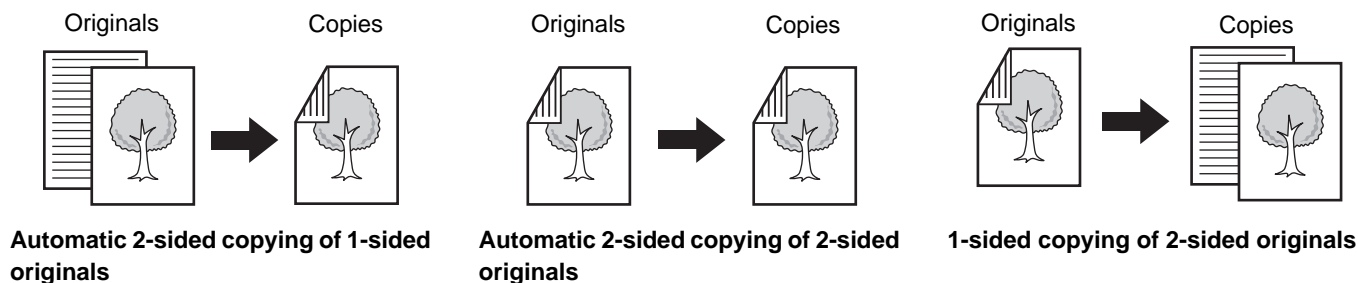 Originals
Copies
Originals
Copies
Originals
Copies
Automatic 2-sided copying of 1-sided
originals
Automatic 2-sided copying of 2-sided
originals
1-sided copying of 2-sided originals